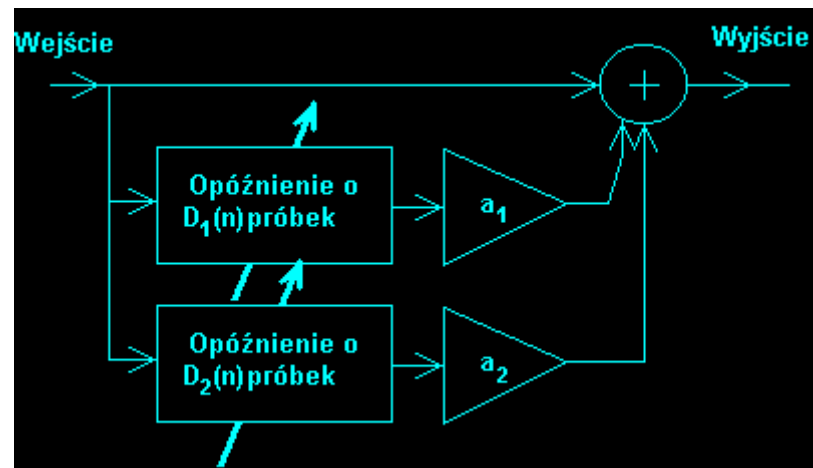 Wejście
Wyjście
+
Opóźnienie o
D₁(n)próbek
a₁
Opóźnienie o
D₂(n)próbek
a₂